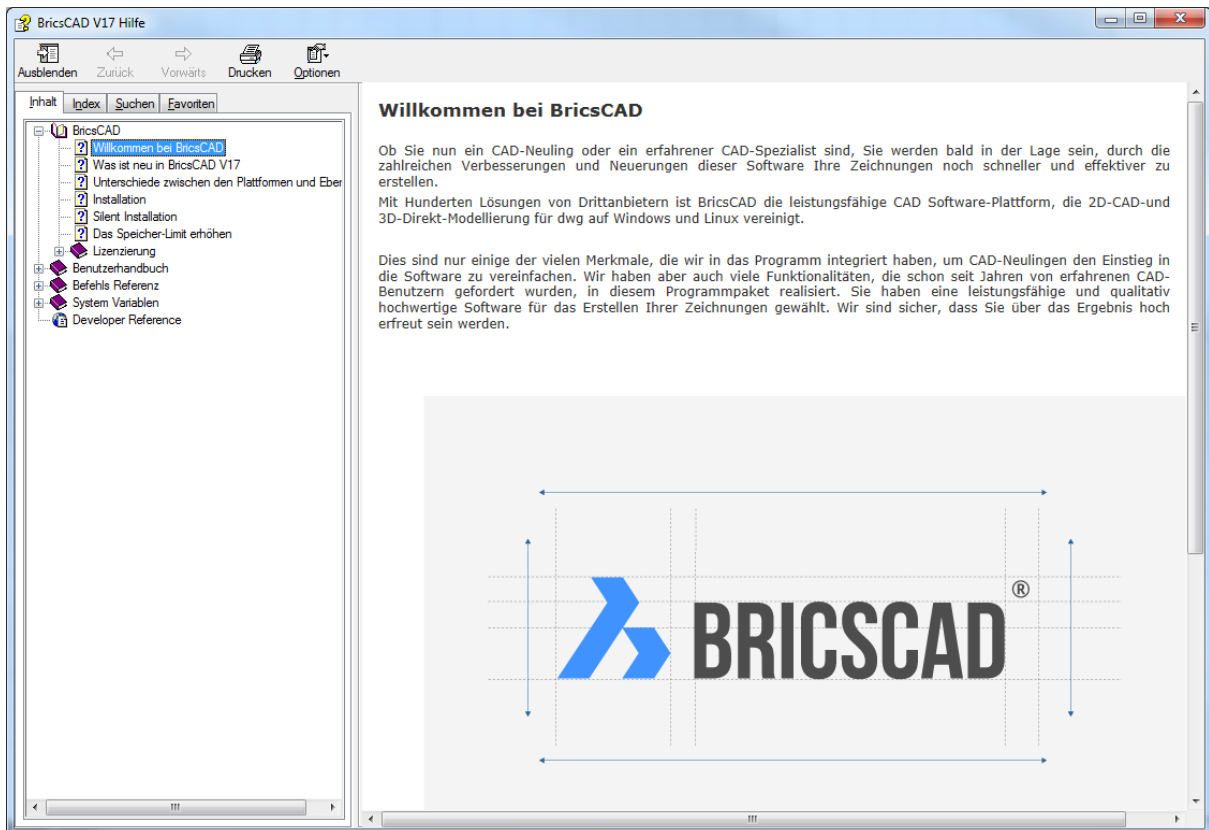 BricsCAD V17 Hilfe
Ausblenden Zurück Vorwärts Drucken Optionen
Inhalt Index Suchen Favoriten
BricsCAD
Willkommen bei BricsCAD
Was ist neu in BricsCAD V17
Unterschiede zwischen den Plattformen und Eber
Installation
Silent Installation
Das Speicher-Limit erhöhen
Lizenzierung
Benutzerhandbuch
Befehls Referenz
System Variablen
Developer Reference
Willkommen bei BricsCAD
Ob Sie nun ein CAD-Neuling oder ein erfahrener CAD-Spezialist sind, Sie werden bald in der Lage sein, durch die
zahlreichen Verbesserungen und Neuerungen dieser Software Ihre Zeichnungen noch schneller und effektiver zu
erstellen.
Mit Hunderten Lösungen von Drittanbietern ist BricsCAD die leistungsfähige CAD Software-Plattform, die 2D-CAD-und
3D-Direkt-Modellierung für dwg auf Windows und Linux vereinigt.
Dies sind nur einige der vielen Merkmale, die wir in das Programm integriert haben, um CAD-Neulingen den Einstieg in
die Software zu vereinfachen. Wir haben aber auch viele Funktionalitäten, die schon seit Jahren von erfahrenen CAD-
Benutzern gefordert wurden, in diesem Programmpaket realisiert. Sie haben eine leistungsfähige und qualitativ
hochwertige Software für das Erstellen Ihrer Zeichnungen gewählt. Wir sind sicher, dass Sie über das Ergebnis hoch
erfreut sein werden.
BRICSCAD®